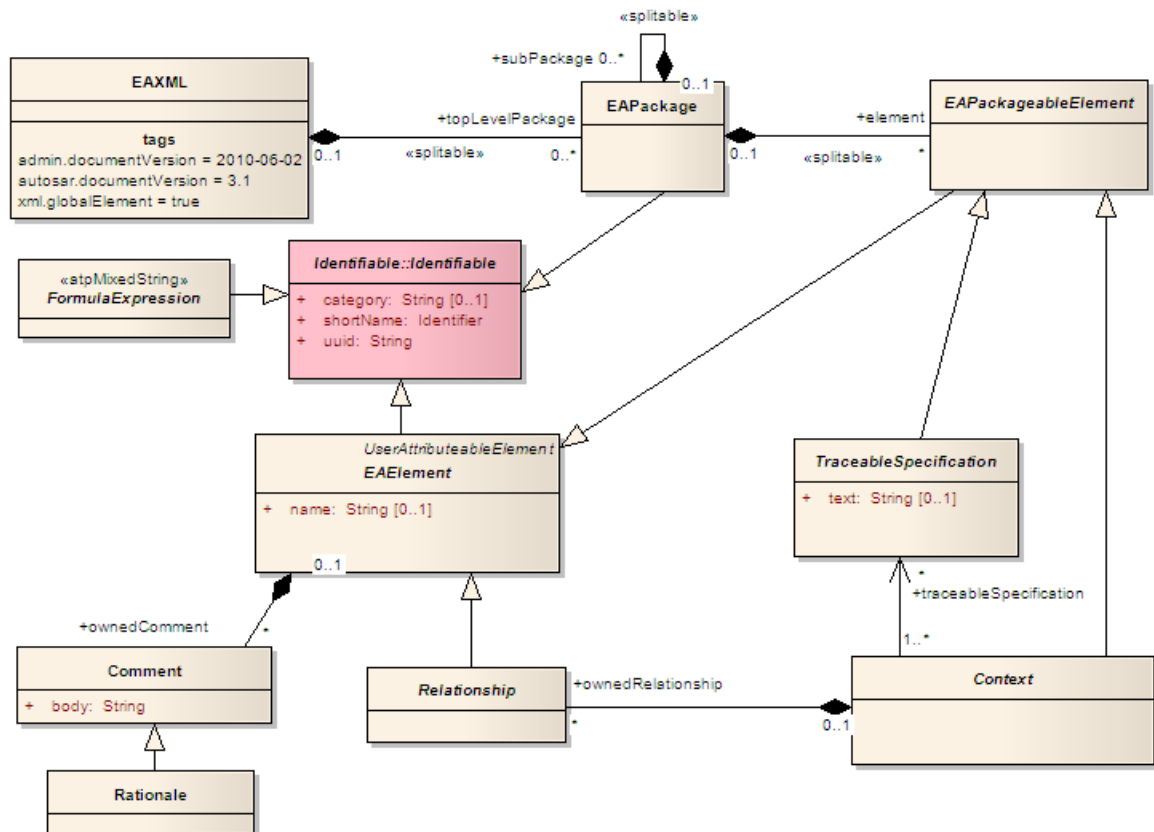 «splitable»
+subPackage 0..*
0..1
EAXML
tags
admin.documentVersion = 2010-06-02
autosar.documentVersion = 3.1
xml.globalElement = true
0..1
+topLevelPackage
«splitable»
0..*
EAPackage
0..1
+element
«splitable»
*
EAPackageableElement
«atpMixedString»
FormulaExpression
Identifiable::Identifiable
+ category: String [0..1]
+ shortName: Identifier
+ uuid: String
UserAttributeableElement
EAElement
+ name: String [0..1]
0..1
TraceableSpecification
+ text: String [0..1]
*
+traceableSpecification
1..*
+ownedComment
*
Comment
+ body: String
Relationship
+ownedRelationship
*
0..1
Context
Rationale